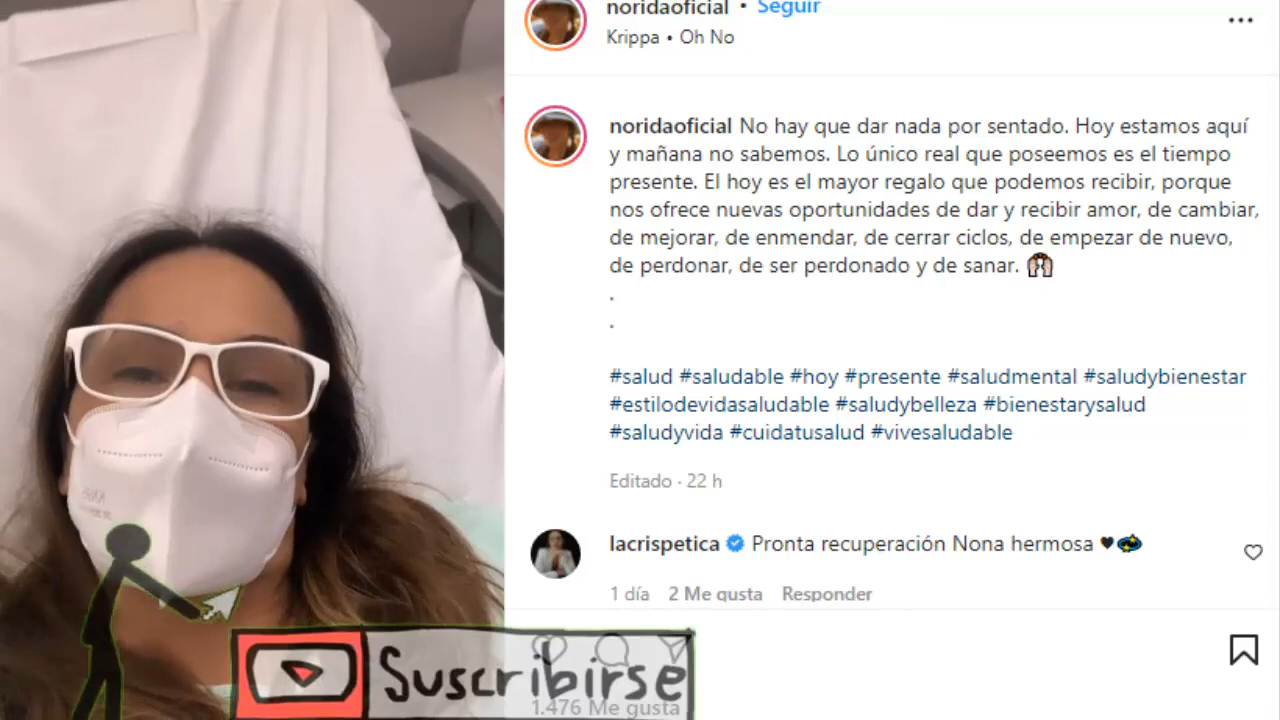 noridaoficial • Seguir
Krippa • Oh No
noridaoficial No hay que dar nada por sentado. Hoy estamos aquí
y mañana no sabemos. Lo único real que poseemos es el tiempo
presente. El hoy es el mayor regalo que podemos recibir, porque
nos ofrece nuevas oportunidades de dar y recibir amor, de cambiar,
de mejorar, de enmendar, de cerrar ciclos, de empezar de nuevo,
de perdonar, de ser perdonado y de sanar. 🙌
.
.
#salud #saludable #hoy #presente #saludmental #saludybienestar
#estilodevidasaludable #saludybelleza #bienestarysalud
#saludyvida #cuidatusalud #vivesaludable
Editado · 22 h
lacrispetica Pronta recuperación Nona hermosa
1 día 2 Me gusta Responder
Suscribirse
1.476 Me gusta